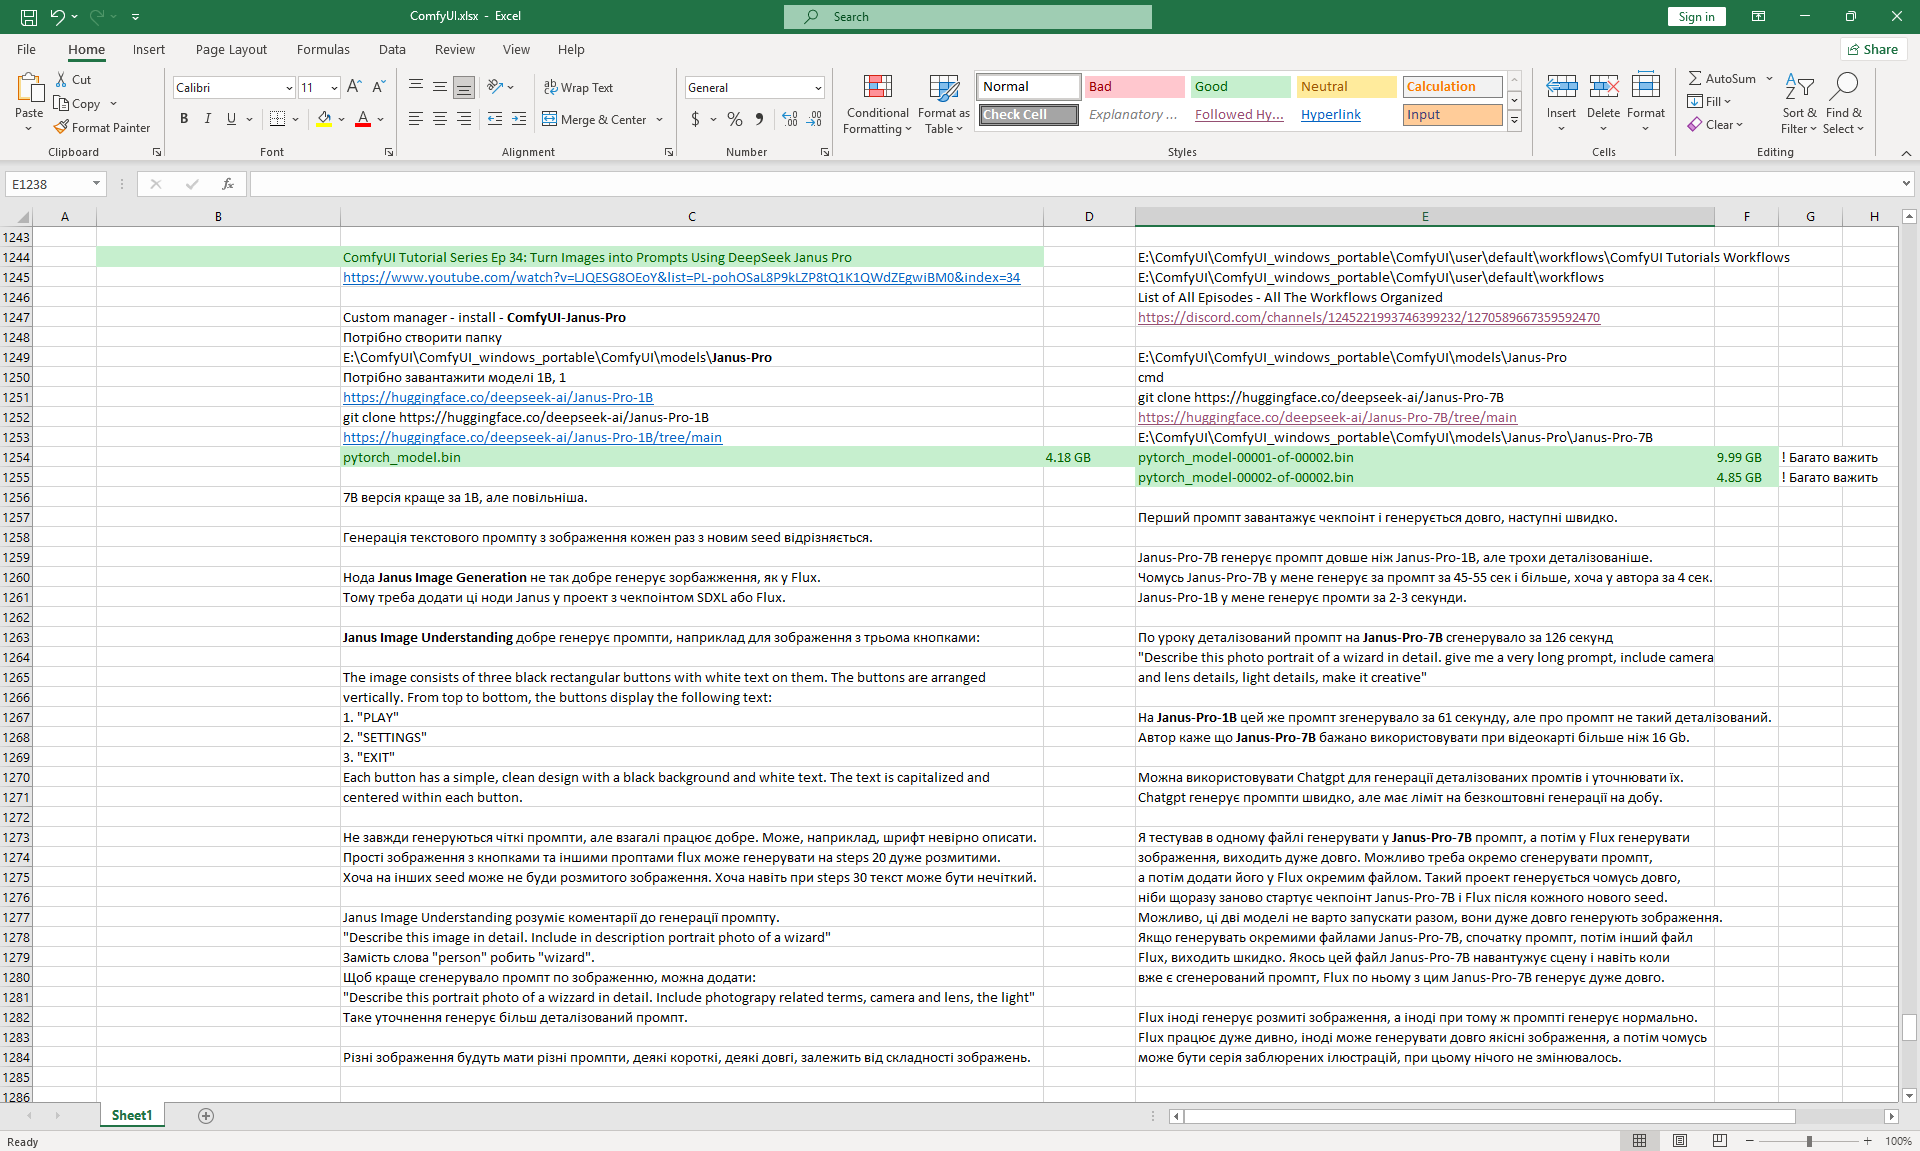 ComfyUI.xlsx - Excel
Search
Sign in
File Home Insert Page Layout Formulas Data Review View Help
Share
Paste
Cut
Copy
Format Painter
Clipboard
Calibri 11
B I U
Font
Wrap Text
Merge & Center
Alignment
General
$ % 9
Number
Conditional Formatting
Format as Table
Normal Bad Good Neutral Calculation
Check Cell Explanatory ... Followed Hy... Hyperlink Input
Styles
Insert Delete Format
Cells
AutoSum
Fill
Clear
Sort & Filter
Find & Select
Editing
E1238
fx
A B C D E F G H
1243
1244 ComfyUI Tutorial Series Ep 34: Turn Images into Prompts Using DeepSeek Janus Pro E:\ComfyUI\ComfyUI_windows_portable\ComfyUI\user\default\workflows\ComfyUI Tutorials Workflows
1245 https://www.youtube.com/watch?v=LJQESG8OEoY&list=PL-pohOSaL8P9kLZP8tQ1K1QWdZEgwiBM0&index=34 E:\ComfyUI\ComfyUI_windows_portable\ComfyUI\user\default\workflows
1246 List of All Episodes - All The Workflows Organized
1247 Custom manager - install - ComfyUI-Janus-Pro https://discord.com/channels/1245221993746399232/1270589667359592470
1248 Потрібно створити папку
1249 E:\ComfyUI\ComfyUI_windows_portable\ComfyUI\models\Janus-Pro E:\ComfyUI\ComfyUI_windows_portable\ComfyUI\models\Janus-Pro
1250 Потрібно завантажити моделі 1B, 1 cmd
1251 https://huggingface.co/deepseek-ai/Janus-Pro-1B git clone https://huggingface.co/deepseek-ai/Janus-Pro-7B
1252 git clone https://huggingface.co/deepseek-ai/Janus-Pro-1B https://huggingface.co/deepseek-ai/Janus-Pro-7B/tree/main
1253 https://huggingface.co/deepseek-ai/Janus-Pro-1B/tree/main E:\ComfyUI\ComfyUI_windows_portable\ComfyUI\models\Janus-Pro\Janus-Pro-7B
1254 pytorch_model.bin 4.18 GB pytorch_model-00001-of-00002.bin 9.99 GB ! Багато важить
1255 pytorch_model-00002-of-00002.bin 4.85 GB ! Багато важить
1256 7B версія краще за 1B, але повільніша.
1257 Перший промпт завантажує чекпоінт і генерується довго, наступні швидко.
1258 Генерація текстового промпту з зображення кожен раз з новим seed відрізняється.
1259 Janus-Pro-7B генерує промпт довше ніж Janus-Pro-1B, але трохи деталізованіше.
1260 Нода Janus Image Generation не так добре генерує зорбажження, як у Flux. Чомусь Janus-Pro-7B у мене генерує за промпт за 45-55 сек і більше, хоча у автора за 4 сек.
1261 Тому треба додати ці ноди Janus у проект з чекпоінтом SDXL або Flux. Janus-Pro-1B у мене генерує промти за 2-3 секунди.
1262
1263 Janus Image Understanding добре генерує промпти, наприклад для зображення з трьома кнопками: По уроку деталізований промпт на Janus-Pro-7B сгенерувало за 126 секунд
1264 "Describe this photo portrait of a wizard in detail. give me a very long prompt, include camera
1265 The image consists of three black rectangular buttons with white text on them. The buttons are arranged and lens details, light details, make it creative"
1266 vertically. From top to bottom, the buttons display the following text:
1267 1. "PLAY" На Janus-Pro-1B цей же промпт згенерувало за 61 секунду, але про промпт не такий деталізований.
1268 2. "SETTINGS" Автор каже що Janus-Pro-7B бажано використовувати при відеокарті більше ніж 16 Gb.
1269 3. "EXIT"
1270 Each button has a simple, clean design with a black background and white text. The text is capitalized and Можна використовувати Chatgpt для генерації деталізованих промтів і уточнювати їх.
1271 centered within each button. Chatgpt генерує промпти швидко, але має ліміт на безкоштовні генерації на добу.
1272
1273 Не завжди генеруються чіткі промпти, але взагалі працює добре. Може, наприклад, шрифт невірно описати. Я тестував в одному файлі генерувати у Janus-Pro-7B промпт, а потім у Flux генерувати
1274 Прості зображення з кнопками та іншими проптами flux може генерувати на steps 20 дуже розмитими. зображення, виходить дуже довго. Можливо треба окремо сгенерувати промпт,
1275 Хоча на інших seed може не буди розмитого зображення. Хоча навіть при steps 30 текст може бути нечіткий. а потім додати його у Flux окремим файлом. Такий проект генерується чомусь довго,
1276 ніби щоразу заново стартує чекпоінт Janus-Pro-7B і Flux після кожного нового seed.
1277 Janus Image Understanding розуміє коментарії до генерації промпту. Можливо, ці дві моделі не варто запускати разом, вони дуже довго генерують зображення.
1278 "Describe this image in detail. Include in description portrait photo of a wizard" Якщо генерувать окремими файлами Janus-Pro-7B, спочатку промпт, потім інший файл
1279 Замість слова "person" робить "wizard". Flux, виходить шкидко. Якось цей файл Janus-Pro-7B навантужує сцену і навіть коли
1280 Щоб краще сгенерувало промпт по зображенню, можна додати: вже є сгенерований промпт, Flux по ньому з цим Janus-Pro-7B генерує дуже довго.
1281 "Describe this portrait photo of a wizzard in detail. Include photograpy related terms, camera and lens, the light"
1282 Таке уточнення генерує більш деталізований промпт. Flux іноді генерує розмиті зображення, а іноді при тому ж промпті генерує нормально.
1283 Flux працює дуже дивно, іноді може генерувати довго якісні зображення, а потім чомусь
1284 Різні зображення будуть мати різні промпти, деякі короткі, деякі довгі, залежить від складності зображень. може бути серія заблюрених ілюстрацій, при цьому нічого не змінювалось.
1285
1286
Sheet1
Ready
100%